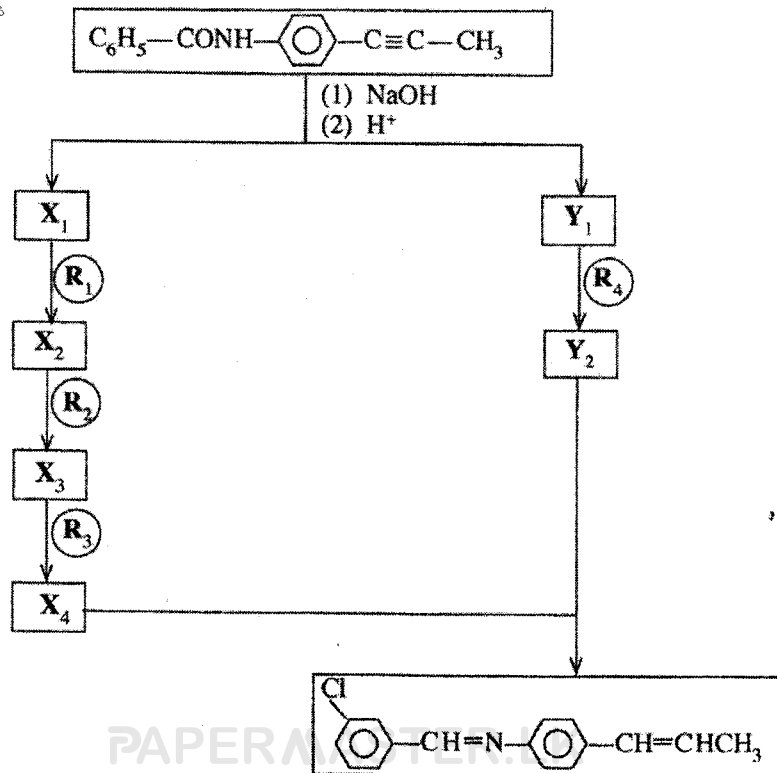 C₆H₅—CONH—⌬—C≡C—CH₃
(1) NaOH
(2) H⁺
X₁ Y₁
R₁ R₄
X₂ Y₂
R₂
X₃
R₃
X₄
Cl
CH=N CH=CHCH₃
PAPERMASTER.LK